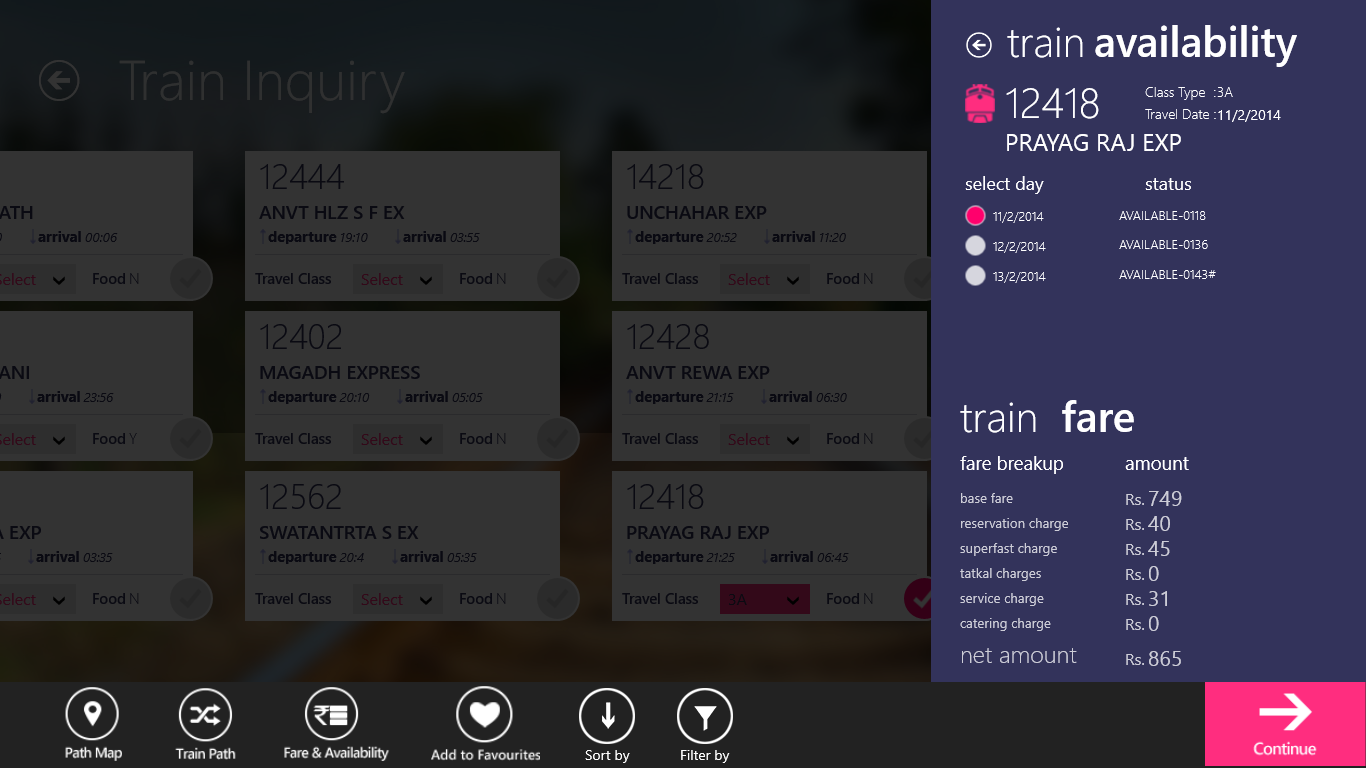 Train Inquiry
ATH
arrival 00:06
Select
Food N
ANI
arrival 23:56
Select
Food Y
A EXP
arrival 03:35
Select
Food N
12444
ANVT HLZ S F EX
departure 19:10 arrival 03:55
Travel Class Select Food N
12402
MAGADH EXPRESS
departure 20:10 arrival 05:05
Travel Class Select Food N
12562
SWATANTRTA S EX
departure 20:4 arrival 05:35
Travel Class Select Food N
14218
UNCHAHAR EXP
departure 20:52 arrival 11:20
Travel Class Select Food N
12428
ANVT REWA EXP
departure 21:15 arrival 06:30
Travel Class Select Food N
12418
PRAYAG RAJ EXP
departure 21:25 arrival 06:45
Travel Class 3A Food N
train availability
12418
Class Type :3A
Travel Date :11/2/2014
PRAYAG RAJ EXP
select day status
11/2/2014 AVAILABLE-0118
12/2/2014 AVAILABLE-0136
13/2/2014 AVAILABLE-0143#
train fare
fare breakup amount
base fare Rs. 749
reservation charge Rs. 40
superfast charge Rs. 45
tatkal charges Rs. 0
service charge Rs. 31
catering charge Rs. 0
net amount Rs. 865
Path Map Train Path Fare & Availability Add to Favourites Sort by Filter by Continue